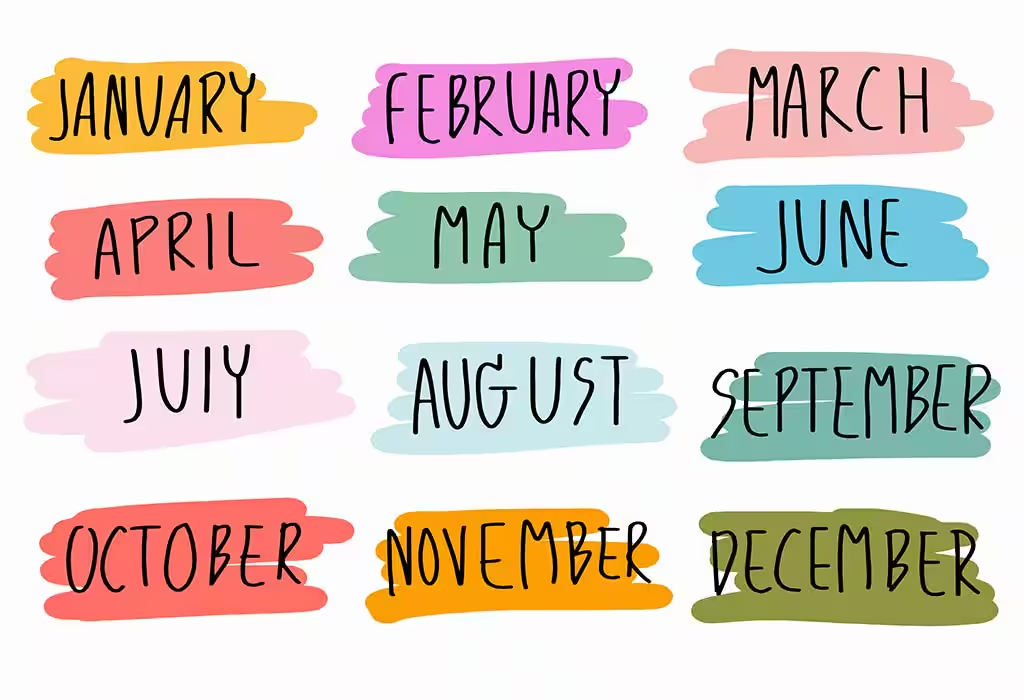 JANUARY
FEBRUARY
MARCH
APRIL
MAY
JUNE
JUIY
AUGUST
SEPTEMBER
OCTOBER
NOVEMBER
DECEMBER